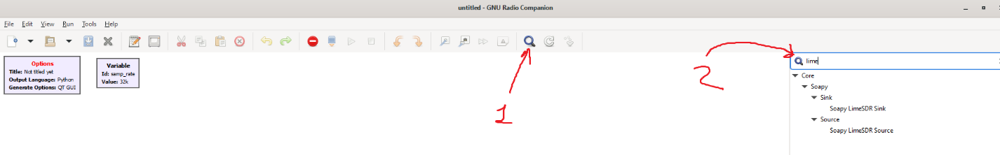 untitled - GNU Radio Companion
File Edit View Run Tools Help
Options
Title: Not titled yet
Output Language: Python
Generate Options: QT GUI
Variable
Id: samp_rate
Value: 32k
1
2
lime
Core
Soapy
Sink
Soapy LimeSDR Sink
Source
Soapy LimeSDR Source